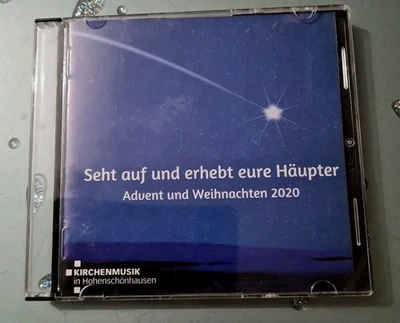 Seht auf und erhebt eure Häupter
Advent und Weihnachten 2020
KIRCHENMUSIK
in Hohenschönhausen